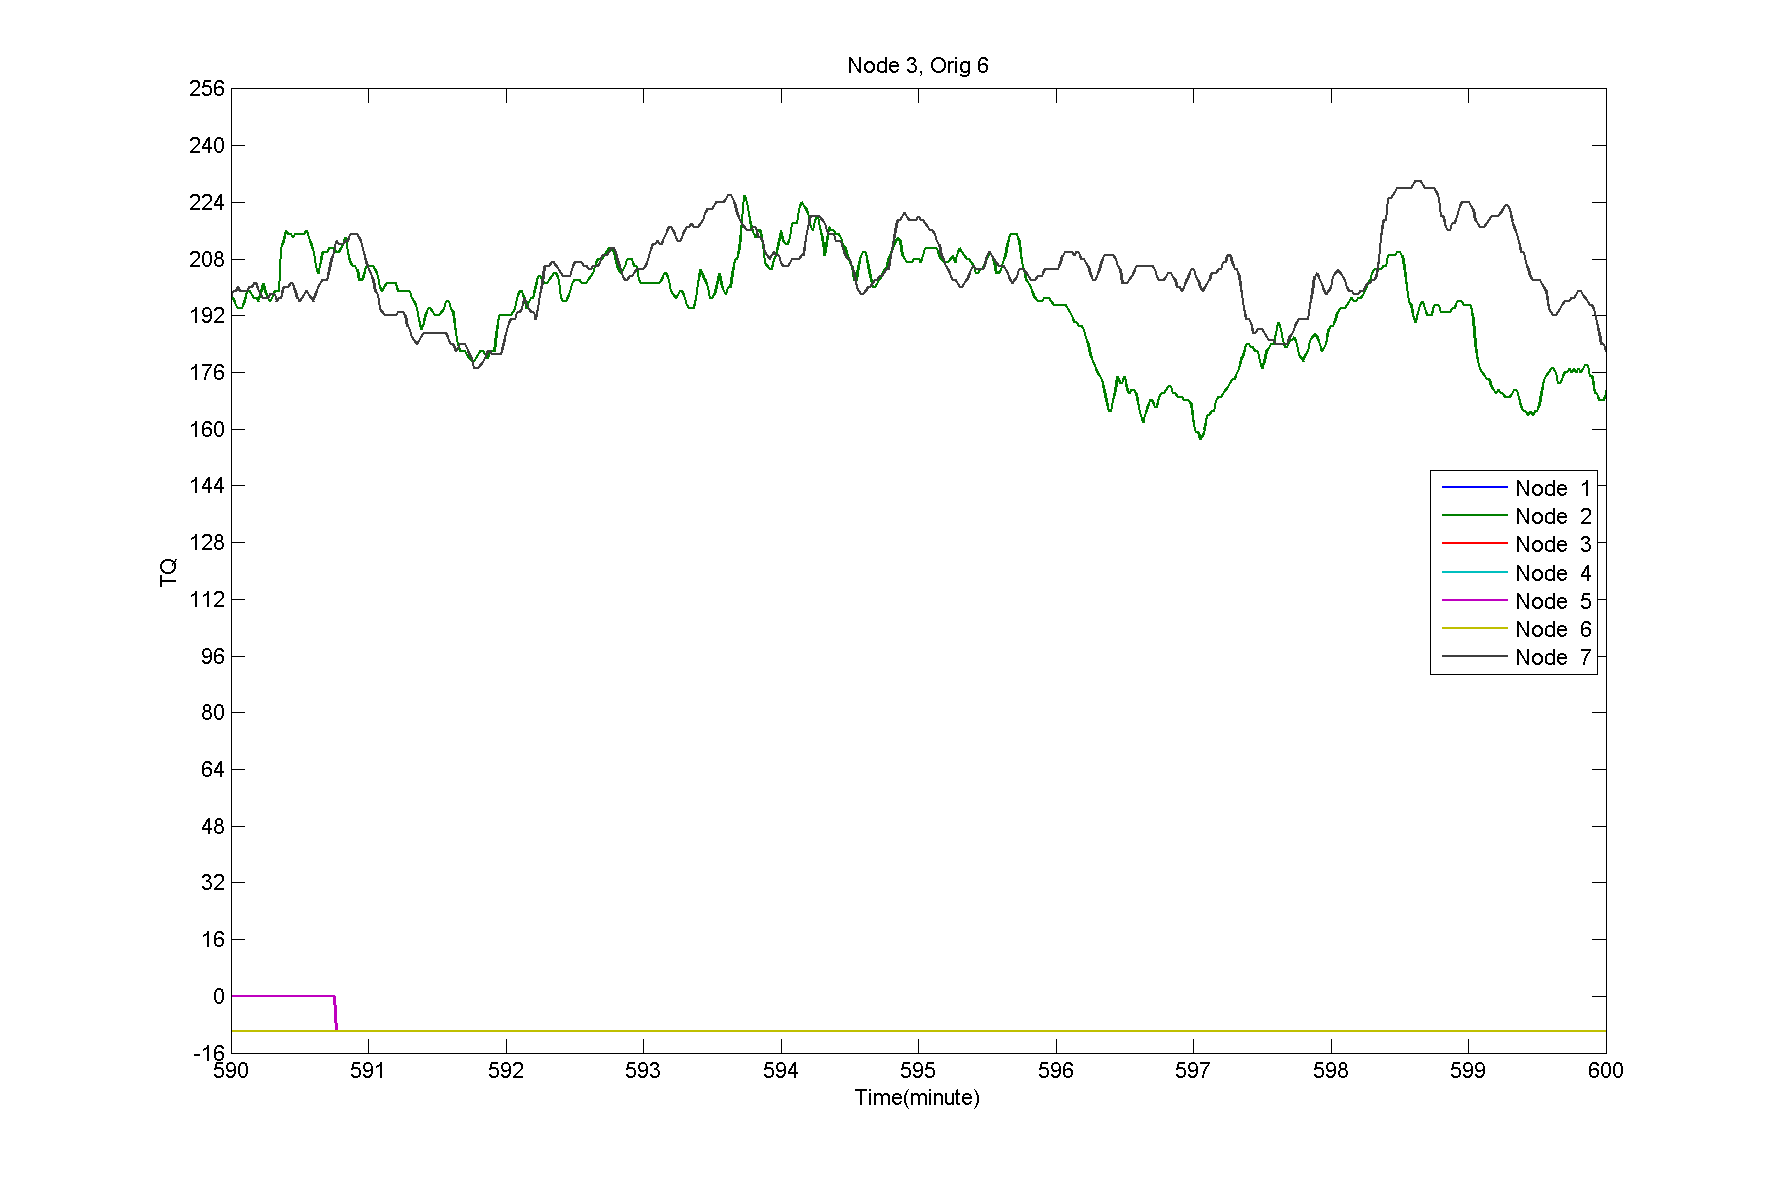 Node 3, Orig 6
256
240
224
208
192
176
160
144
128
112
96
80
64
48
32
16
0
-16
TQ
Node 1
Node 2
Node 3
Node 4
Node 5
Node 6
Node 7
590 591 592 593 594 595 596 597 598 599 600
Time(minute)